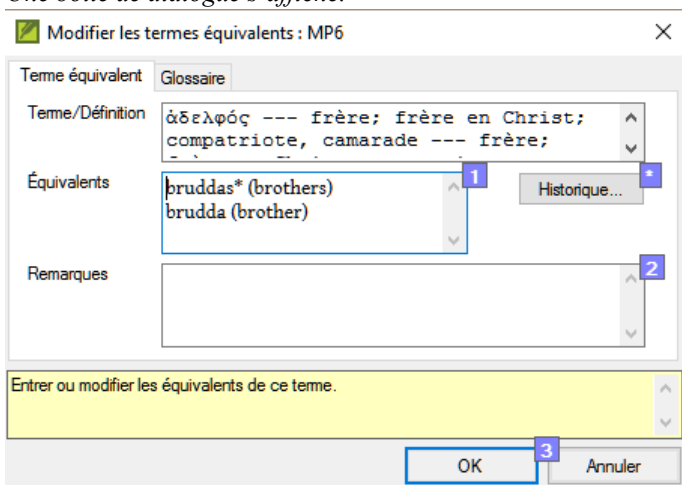 Une boîte de dialogue s'affiche.
Modifier les termes équivalents : MP6
Terme équivalent
Glossaire
Terme/Définition
ἀδελφός --- frère; frère en Christ;
compatriote, camarade --- frère;
Équivalents
bruddas* (brothers)
brudda (brother)
1
Historique...
*
Remarques
2
Entrer ou modifier les équivalents de ce terme.
OK
3
Annuler